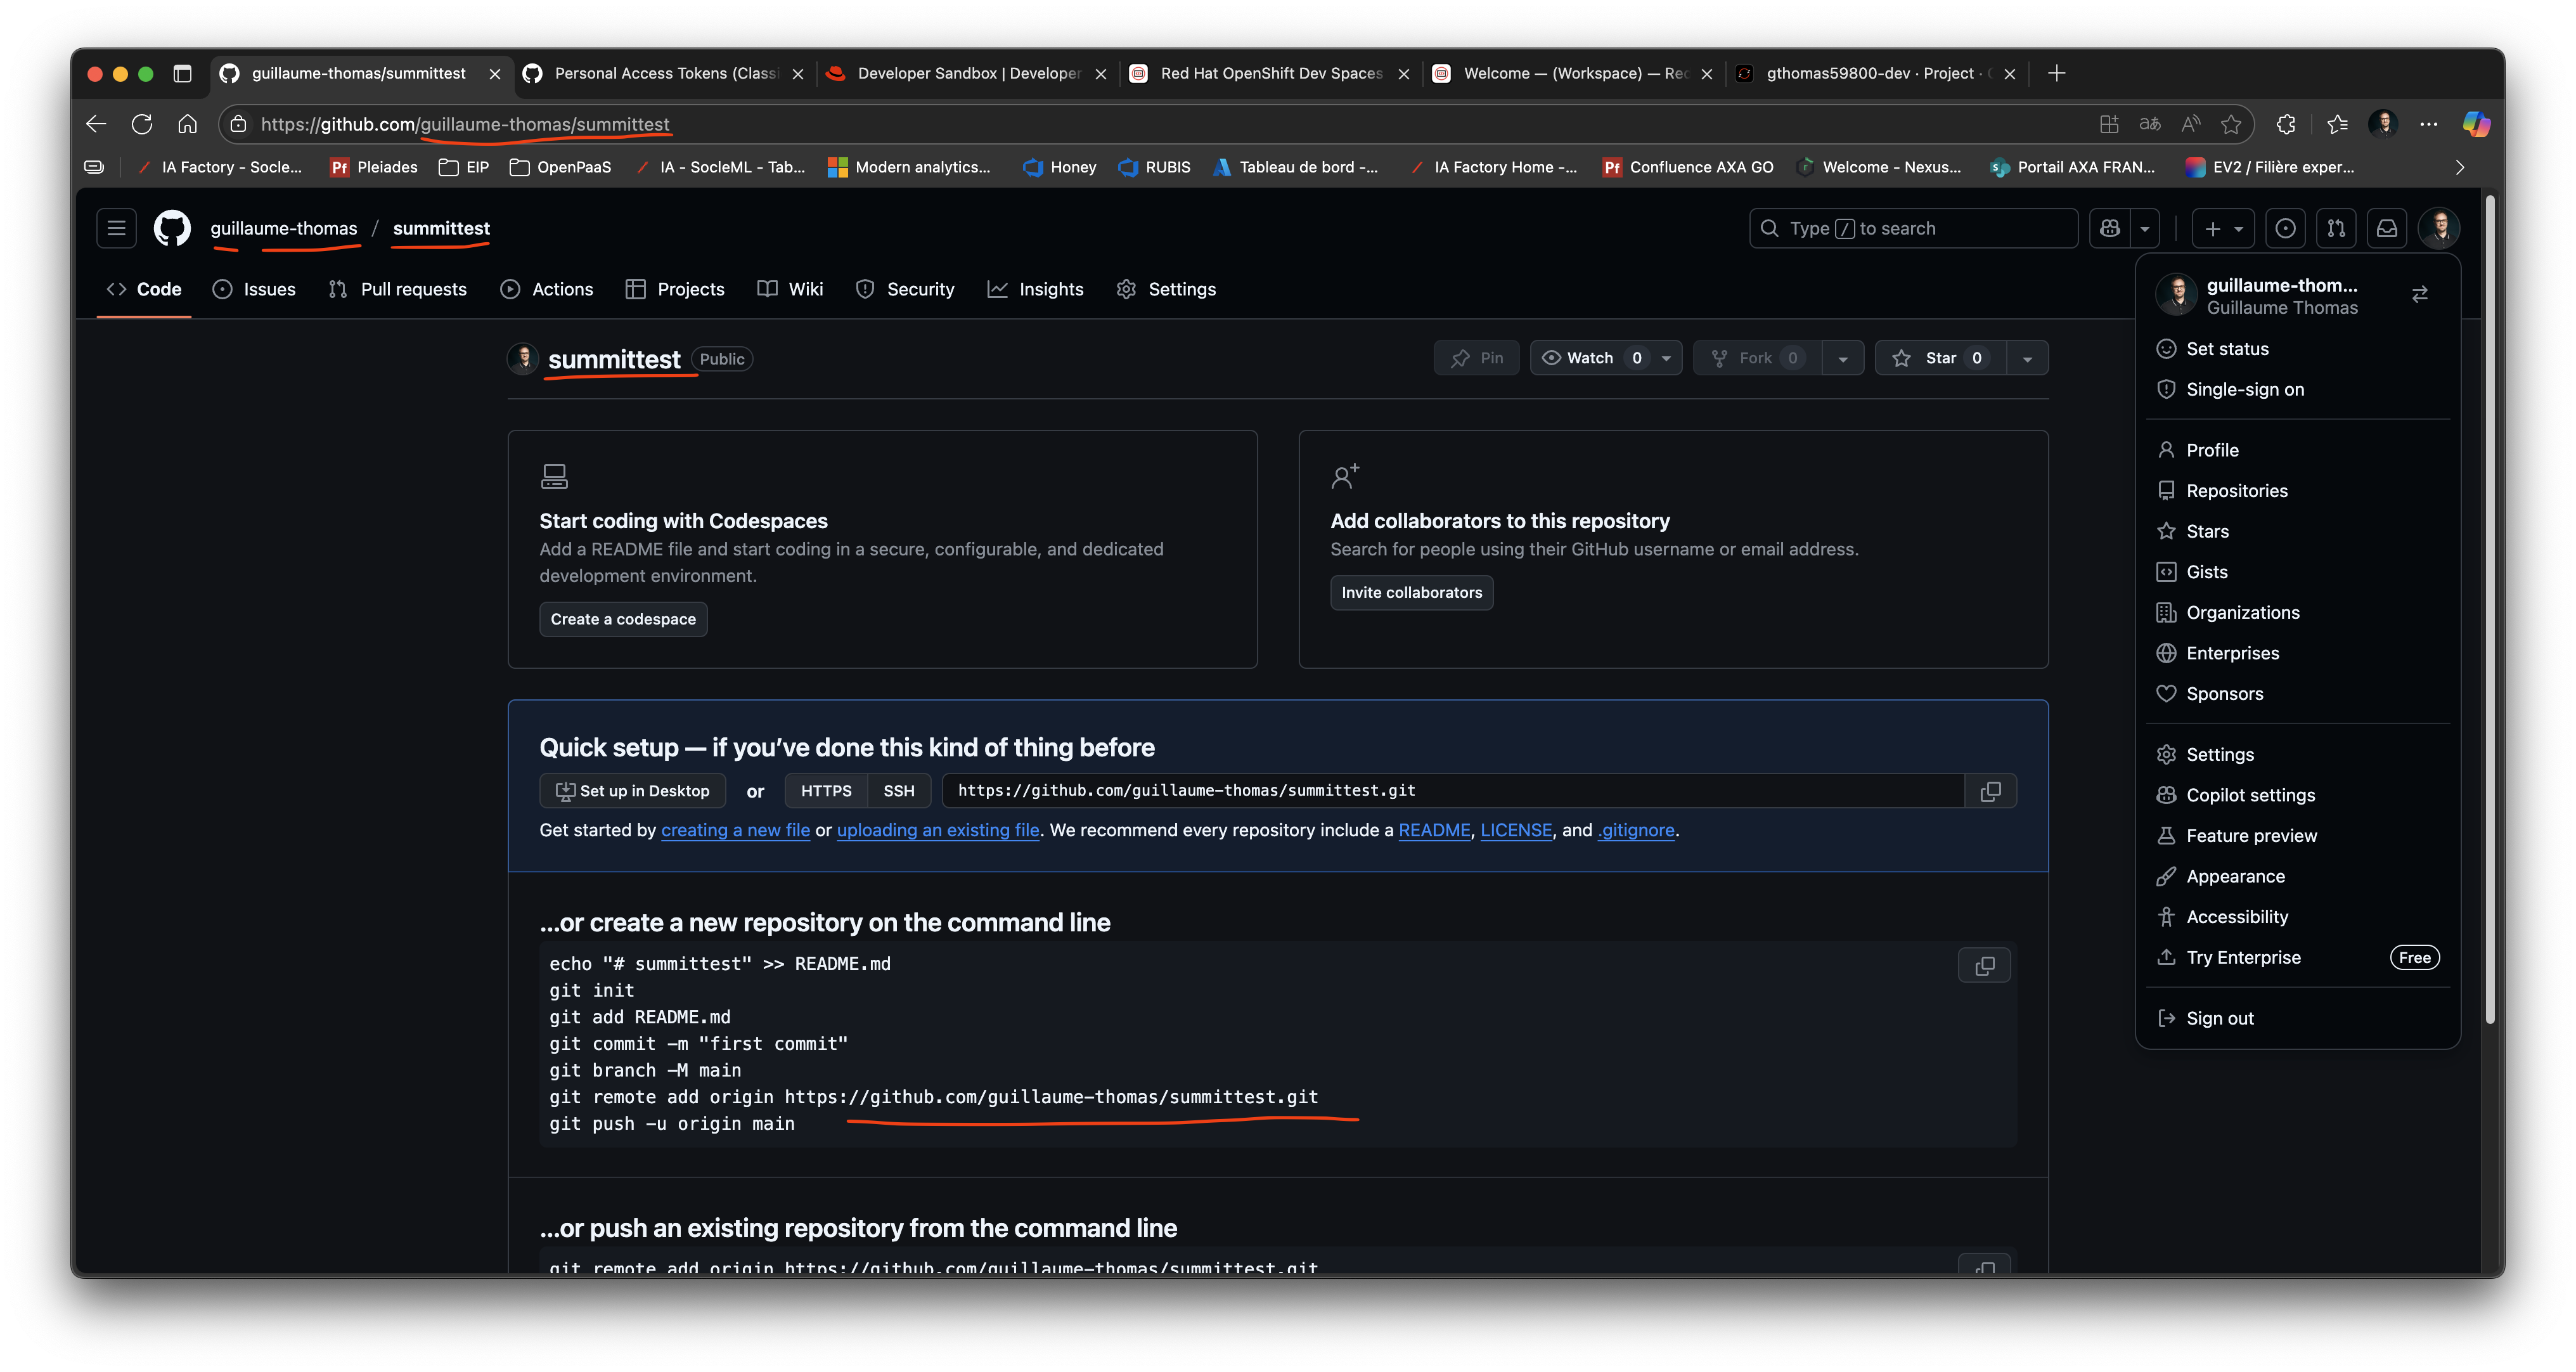 guillaume-thomas/summittest
Personal Access Tokens (Classi
Developer Sandbox | Developer
Red Hat OpenShift Dev Spaces
Welcome — (Workspace) — Red
gthomas59800-dev · Project ·
https://github.com/guillaume-thomas/summittest
IA Factory - Socle...
Pf Pleiades
EIP
OpenPaaS
IA - SocleML - Tab...
Modern analytics...
Honey
RUBIS
Tableau de bord -...
IA Factory Home -...
Pf Confluence AXA GO
Welcome - Nexus...
Portail AXA FRAN...
EV2 / Filière exper...
guillaume-thomas / summittest
Type / to search
Code
Issues
Pull requests
Actions
Projects
Wiki
Security
Insights
Settings
guillaume-thom...
Guillaume Thomas
Set status
Single-sign on
Profile
Repositories
Stars
Gists
Organizations
Enterprises
Sponsors
Settings
Copilot settings
Feature preview
Appearance
Accessibility
Try Enterprise Free
Sign out
summittest Public
Pin
Watch 0
Fork 0
Star 0
Start coding with Codespaces
Add a README file and start coding in a secure, configurable, and dedicated
development environment.
Create a codespace
Add collaborators to this repository
Search for people using their GitHub username or email address.
Invite collaborators
Quick setup — if you've done this kind of thing before
Set up in Desktop or HTTPS SSH https://github.com/guillaume-thomas/summittest.git
Get started by creating a new file or uploading an existing file. We recommend every repository include a README, LICENSE, and .gitignore.
...or create a new repository on the command line
echo "# summittest" >> README.md
git init
git add README.md
git commit -m "first commit"
git branch -M main
git remote add origin https://github.com/guillaume-thomas/summittest.git
git push -u origin main
...or push an existing repository from the command line
git remote add origin https://github.com/guillaume-thomas/summittest.git